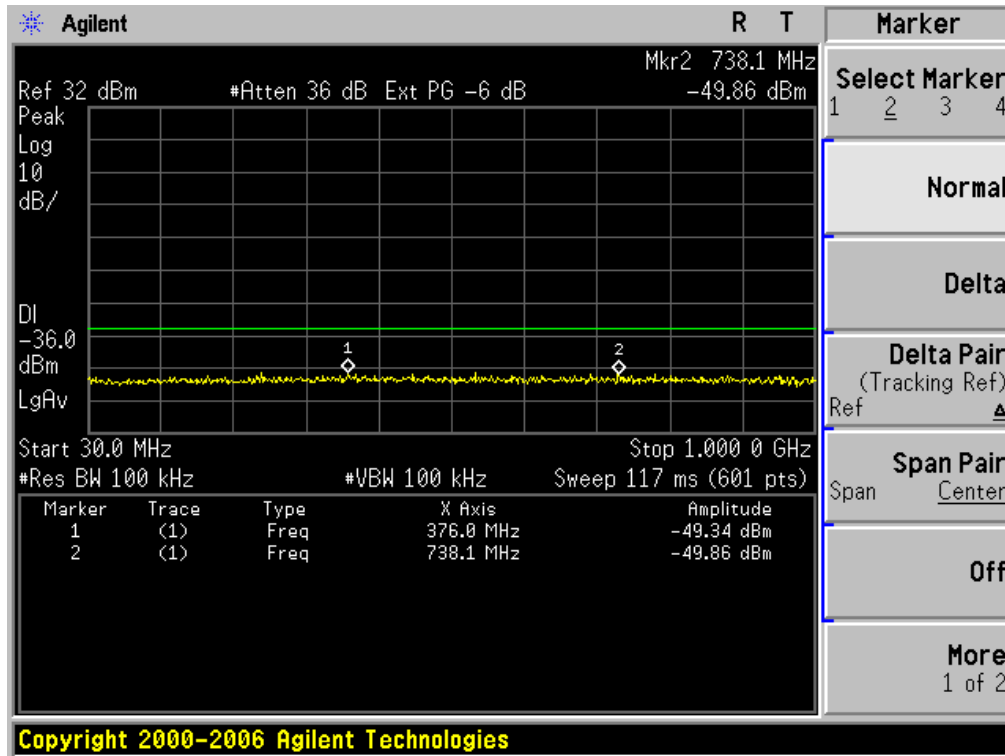 Agilent R T Marker
Mkr2 738.1 MHz
Ref 32 dBm #Atten 36 dB Ext PG -6 dB -49.86 dBm
Peak
Log
10
dB/
DI
-36.0
dBm
LgAv
1
2
Start 30.0 MHz Stop 1.000 0 GHz
#Res BW 100 kHz #VBW 100 kHz Sweep 117 ms (601 pts)
Marker Trace Type X Axis Amplitude
1 (1) Freq 376.0 MHz -49.34 dBm
2 (1) Freq 738.1 MHz -49.86 dBm
Select Marker
1 2 3 4
Normal
Delta
Delta Pair
(Tracking Ref)
Ref Δ
Span Pair
Span Center
Off
More
1 of 2
Copyright 2000-2006 Agilent Technologies